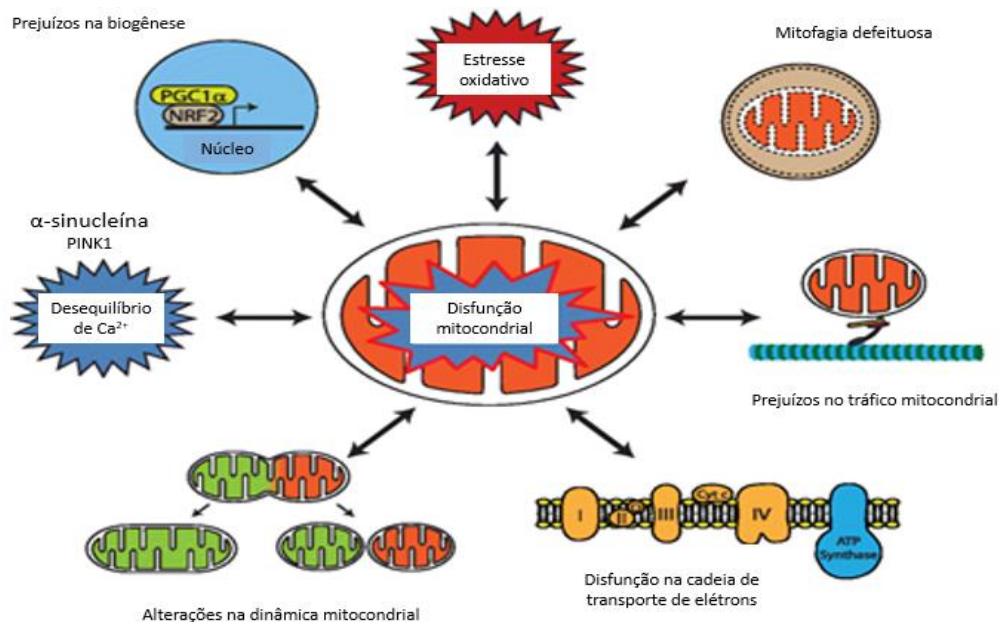 Prejuízos na biogênese
PGC1α
NRF2
Núcleo
Estresse
oxidativo
Mitofagia defeituosa
α-sinucleína
PINK1
Desequilíbrio
de Ca²⁺
Disfunção
mitocondrial
Prejuízos no tráfico mitocondrial
Alterações na dinâmica mitocondrial
I
II
III
Cyt c
IV
ATP
Synthase
Disfunção na cadeia de
transporte de elétrons